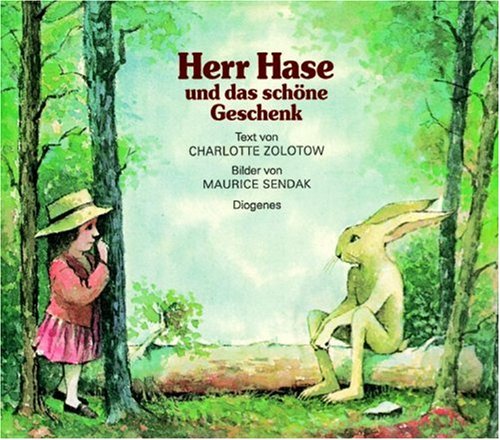 Herr Hase
und das schöne
Geschenk
Text von
CHARLOTTE ZOLOTOW
Bilder von
MAURICE SENDAK
Diogenes